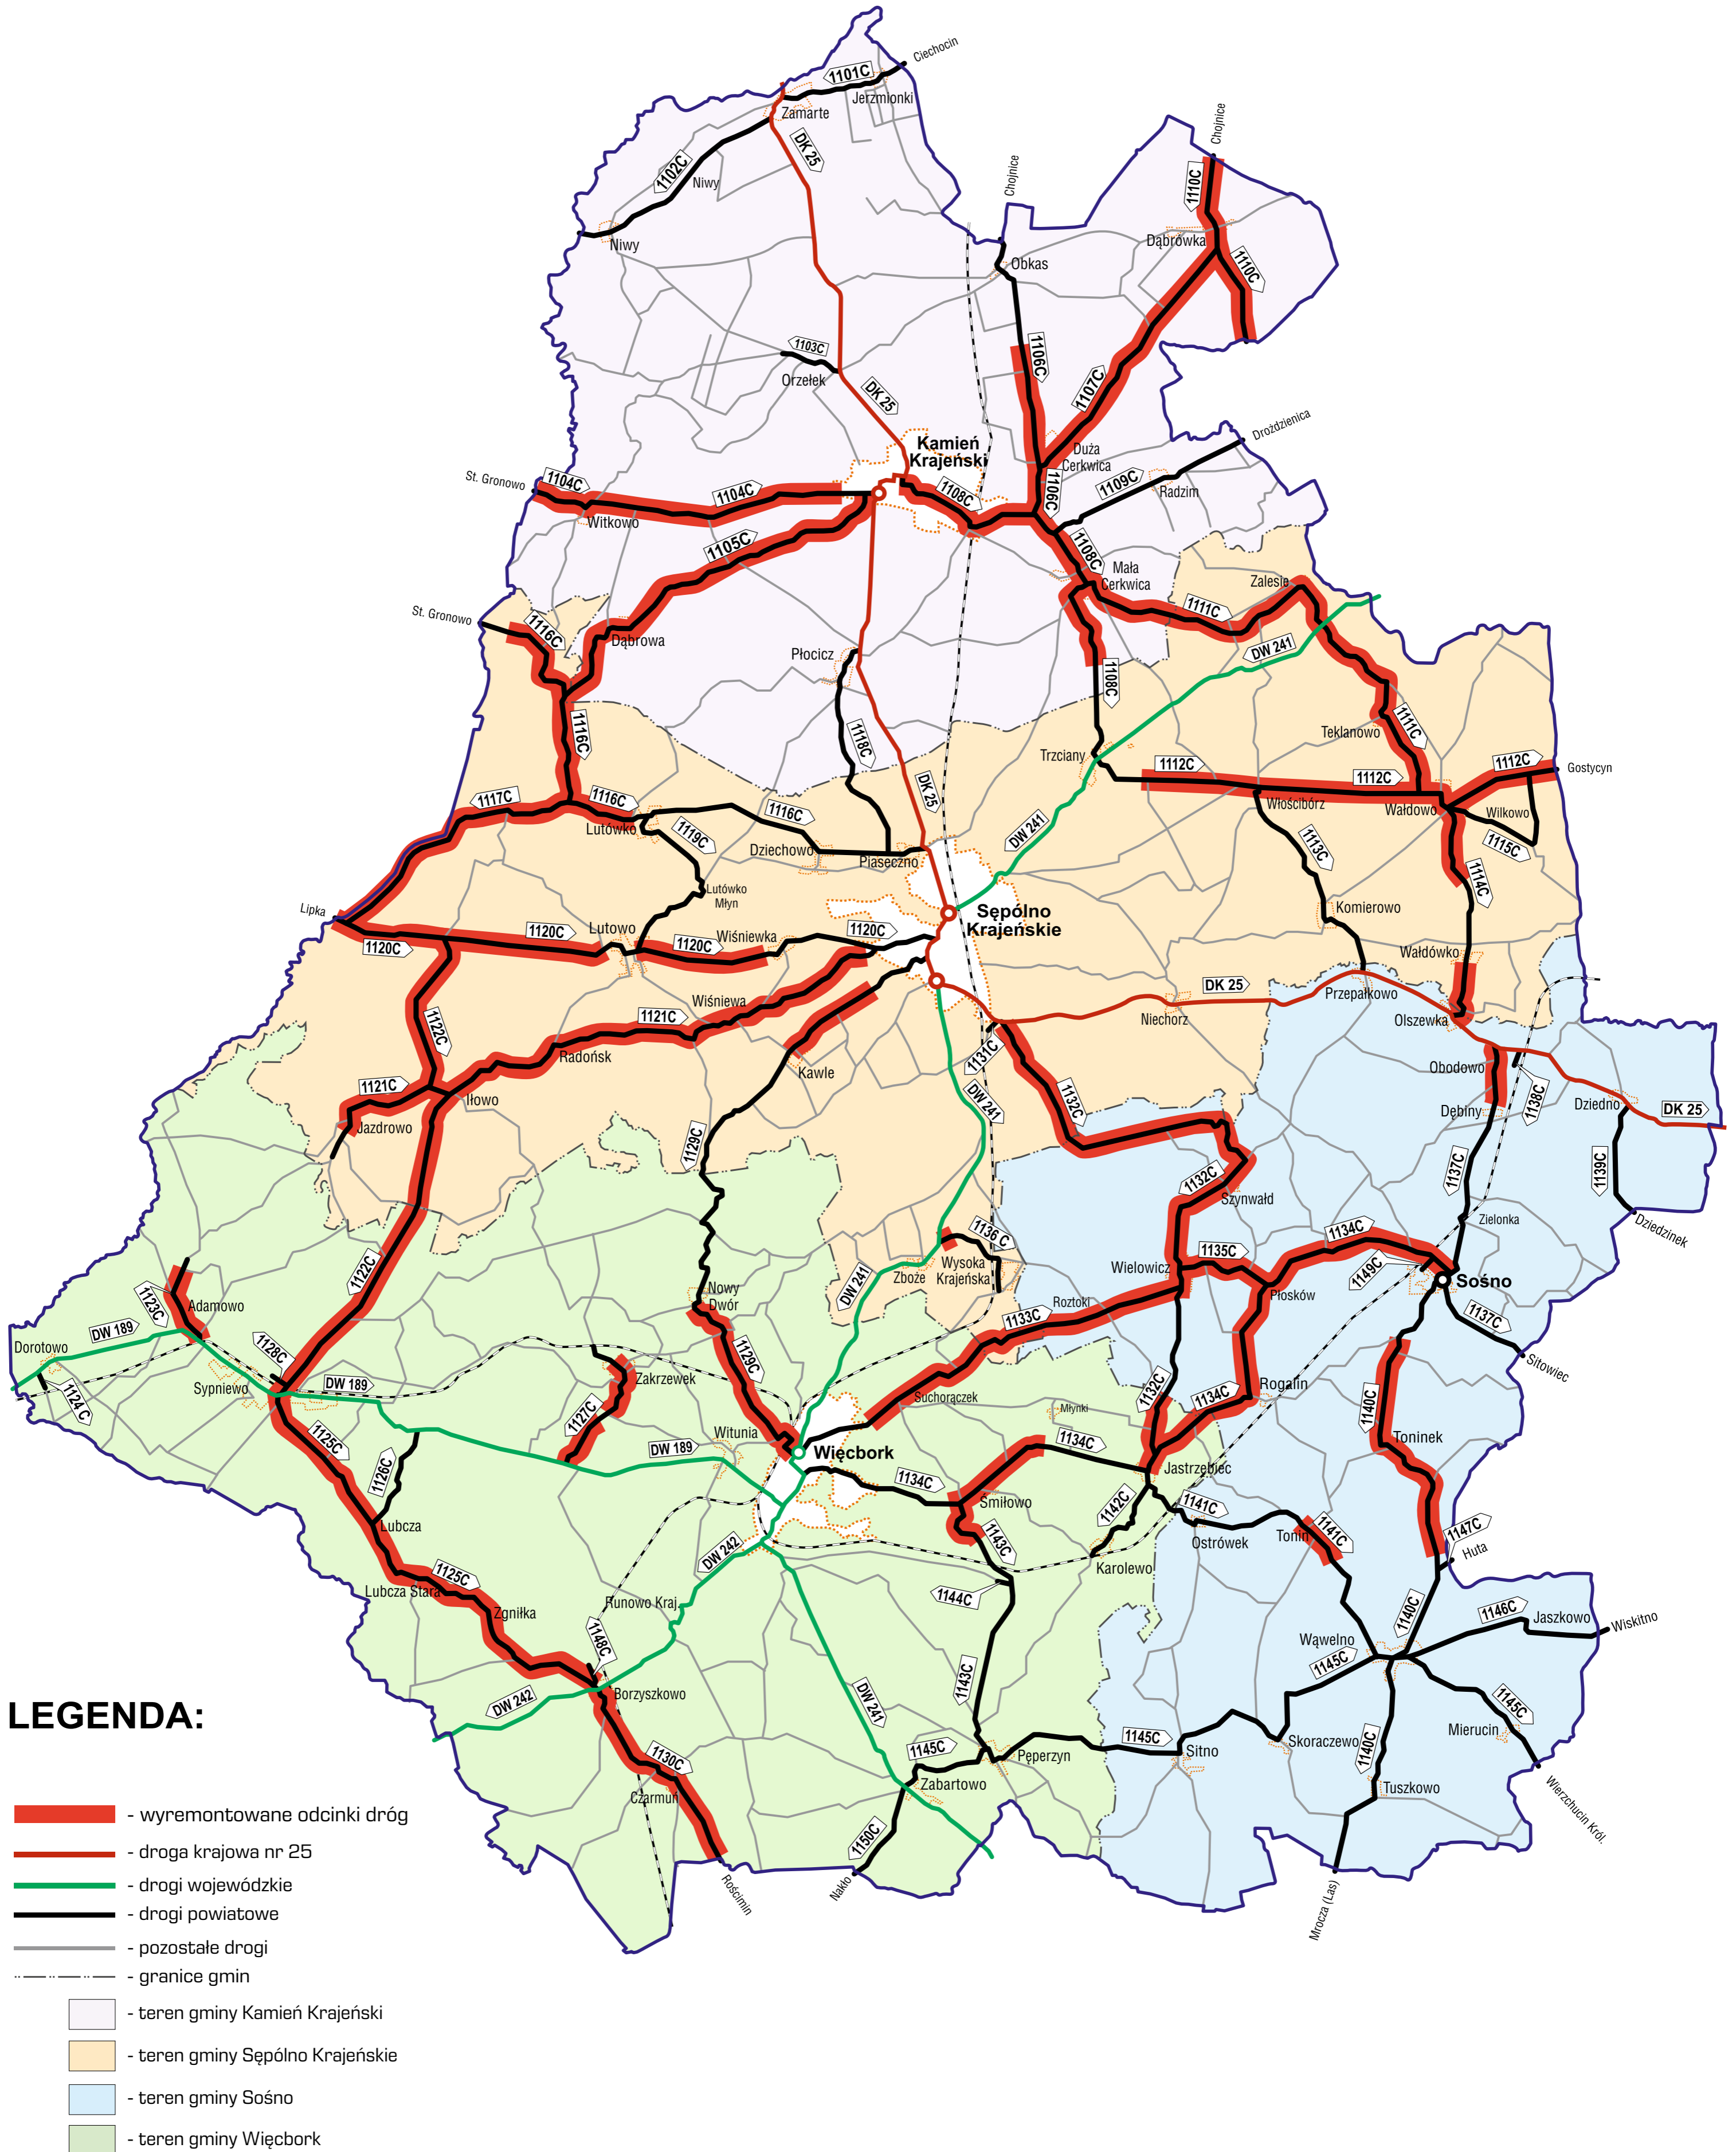 Ciechocin
1101C
Jerzmionki
Zamarte
DK 25
1102C
Niwy
Niwy
Chojnice
Chojnice
1110C
Dąbrówka
1110C
Obkas
1103C
Orzełek
DK 25
1106C
1107C
Kamień
Krajeński
Duża
Cerkwica
Drożdzienica
St. Gronowo
1104C
1104C
Witkowo
1108C
1106C
1109C
Radzim
1105C
1108C
Mała
Cerkwica
Zalesie
1111C
St. Gronowo
1116C
Dąbrowa
Płocicz
DW 241
1108C
1116C
1118C
Teklanowo
1111C
Trzciany
1112C
1112C
1112C
Gostycyn
DK 25
1117C
1116C
1116C
Lutówko
1119C
Dziechowo
Piaseczno
DW 241
Włościbórz
Wałdowo
Wilkowo
1115C
1113C
1114C
Lutówko
Młyn
Lipka
1120C
1120C
Lutowo
1120C
Wiśniewka
1120C
Sępólno
Krajeńskie
Komierowo
Wałdówko
DK 25
Przepałkowo
Niechorz
Olszewka
Wiśniewa
1121C
1122C
Radońsk
Kawle
1131C
1121C
Iłowo
Jazdrowo
DW 241
1132C
Obodowo
1138C
Dębiny
Dziedno
DK 25
1129C
1132C
Szynwałd
1137C
1139C
Zielonka
Dziedzinek
1136 C
Wysoka
Krajeńska
Zboże
1134C
1135C
Wielowicz
1149C
Sośno
Płosków
1122C
1123C
Adamowo
Nowy
Dwór
DW 241
Roztoki
1133C
1137C
Sitowiec
Dorotowo
DW 189
1128C
Sypniewo
DW 189
1124 C
1129C
Zakrzewek
1127C
Suchorączek
Młynki
1132C
1134C
Rogalin
1140C
Toninek
1125C
1126C
Witunia
DW 189
Więcbork
1134C
1134C
Jastrzębiec
Śmiłowo
1142C
1141C
Ostrówek
Tonin
1141C
1147C
Huta
Lubcza
DW 242
1143C
Karolewo
1144C
Lubcza Stara
1125C
Zgniłka
Runowo Kraj.
1148C
1140C
1146C
Jaszkowo
Wiskitno
Wąwelno
1145C
1143C
DW 242
Borzyszkowo
DW 241
1145C
Mierucin
1130C
1145C
Pęperzyn
1145C
Sitno
Skoraczewo
1140C
Tuszkowo
Wierzchucin Król.
Czarmuń
Zabartowo
1150C
Nakło
Rościmin
Mrocza (Las)
LEGENDA:
- wyremontowane odcinki dróg
- droga krajowa nr 25
- drogi wojewódzkie
- drogi powiatowe
- pozostałe drogi
- granice gmin
- teren gminy Kamień Krajeński
- teren gminy Sępólno Krajeńskie
- teren gminy Sośno
- teren gminy Więcbork